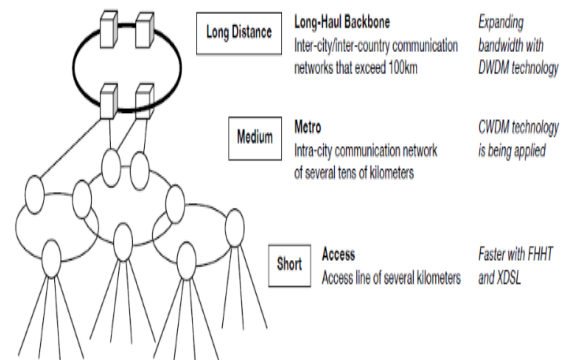 Long Distance
Long-Haul Backbone
Inter-city/inter-country communication
networks that exceed 100km
Expanding
bandwidth with
DWDM technology
Medium
Metro
Intra-city communication network
of several tens of kilometers
CWDM technology
is being applied
Short
Access
Access line of several kilometers
Faster with FHHT
and XDSL